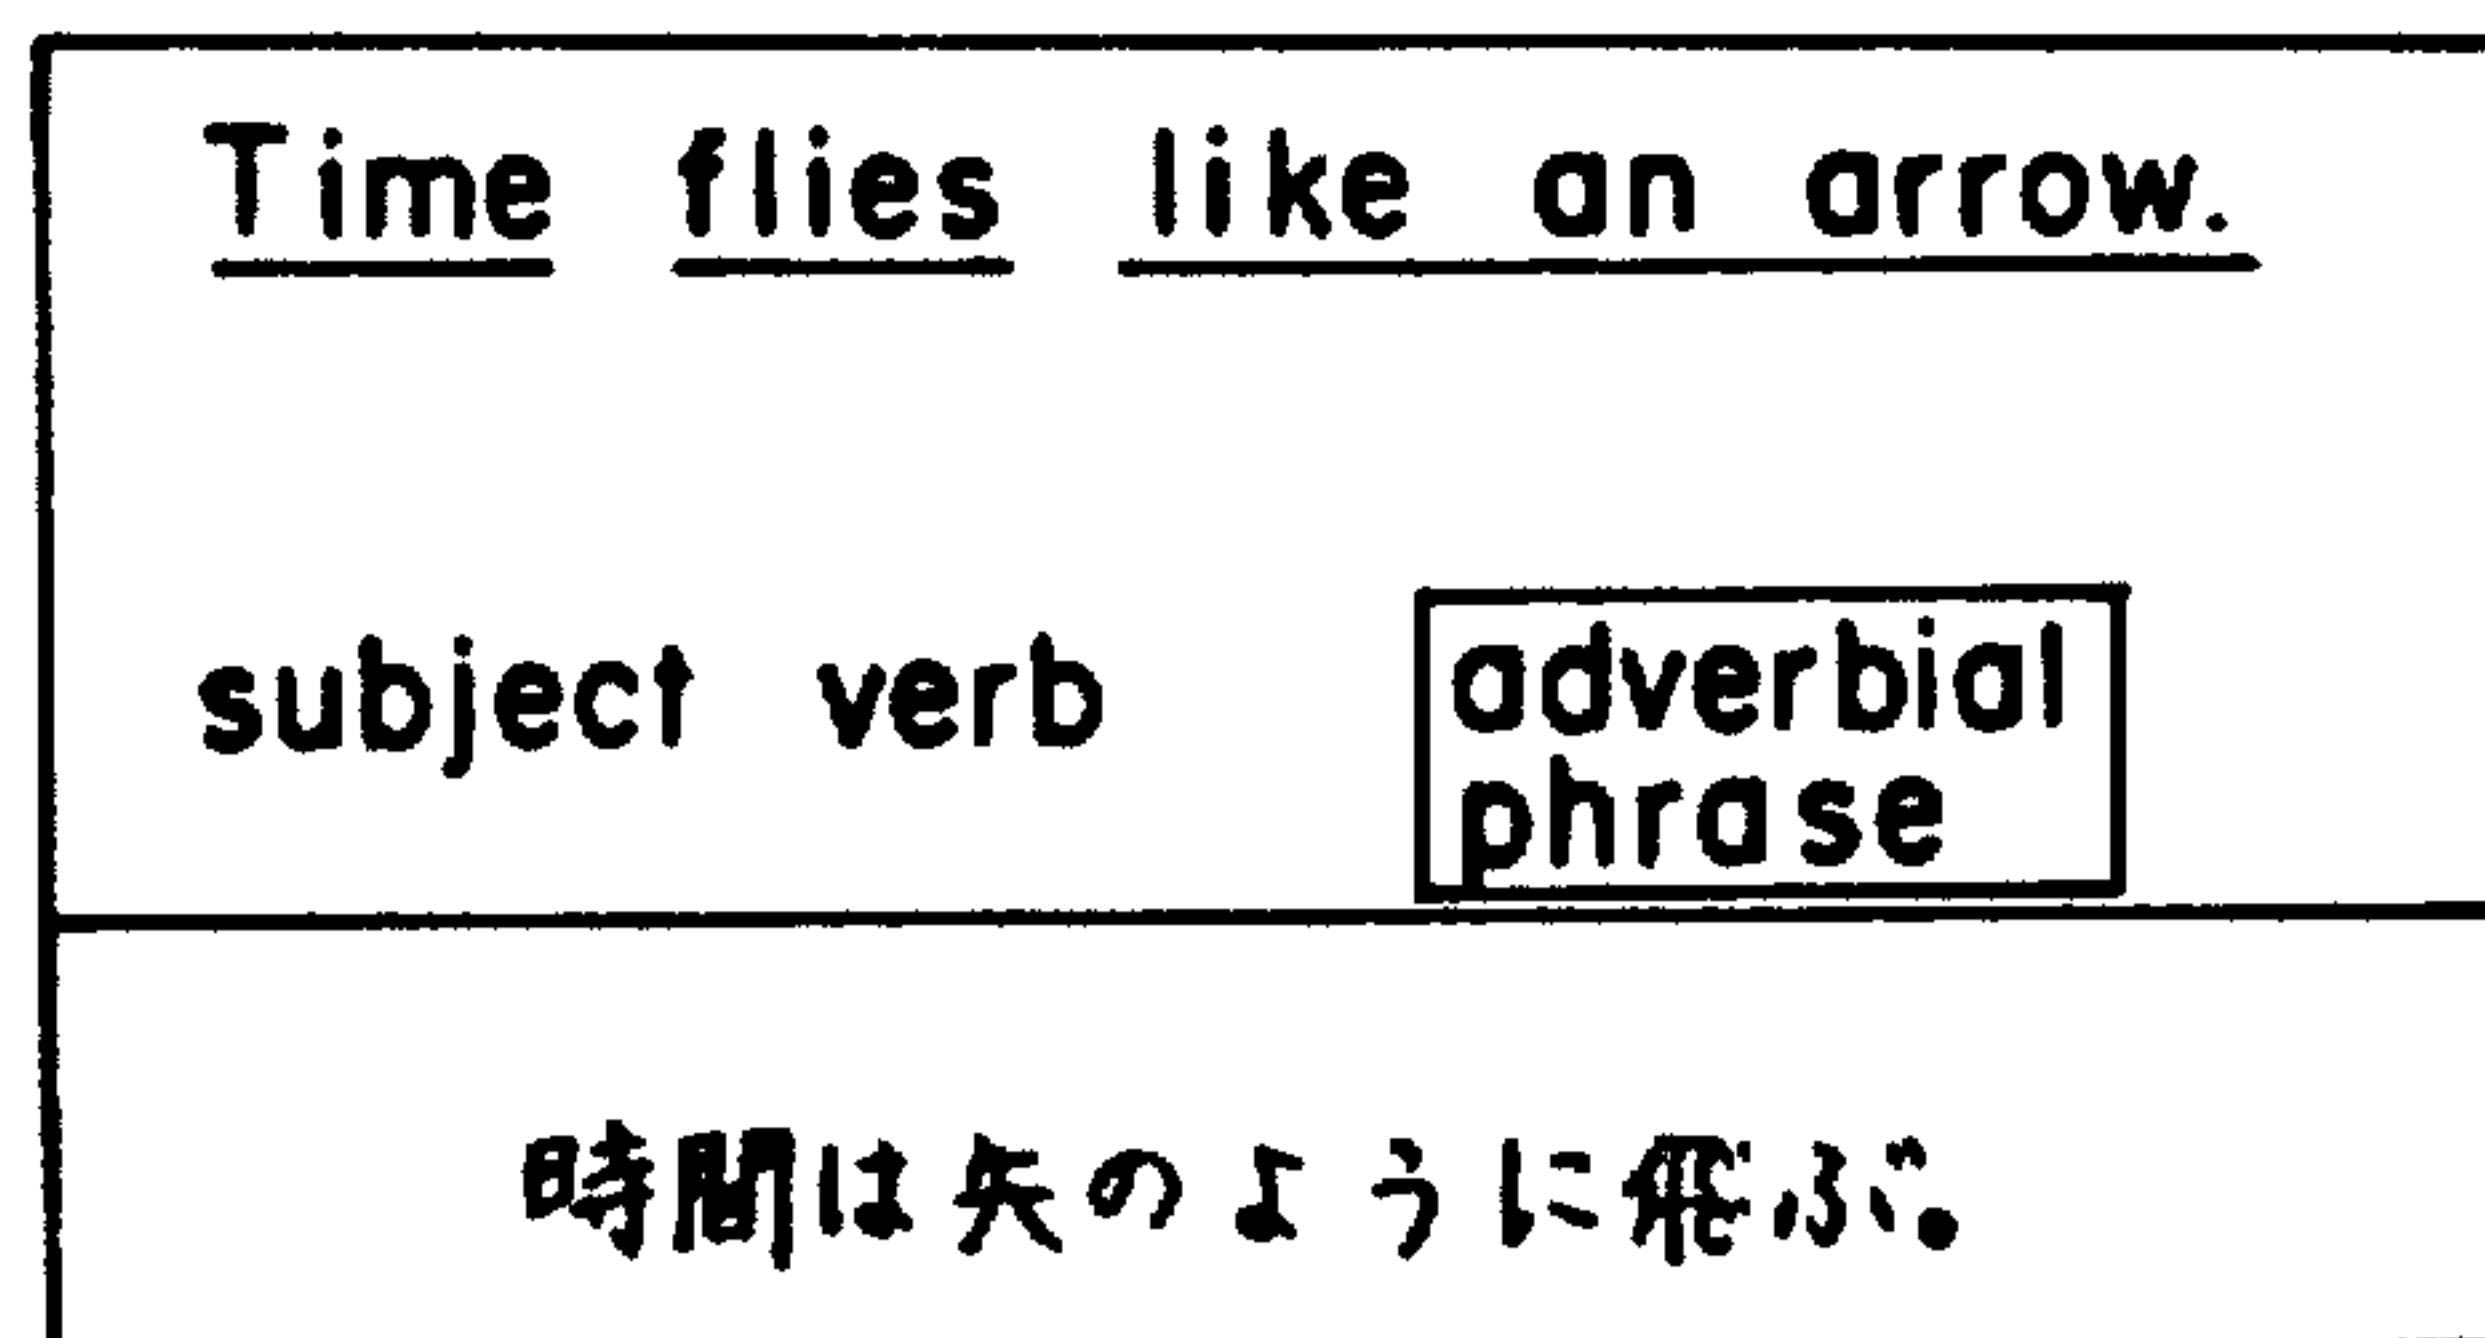 Time flies like an arrow.
subject verb adverbial
phrase
時間は矢のように飛ぶ。